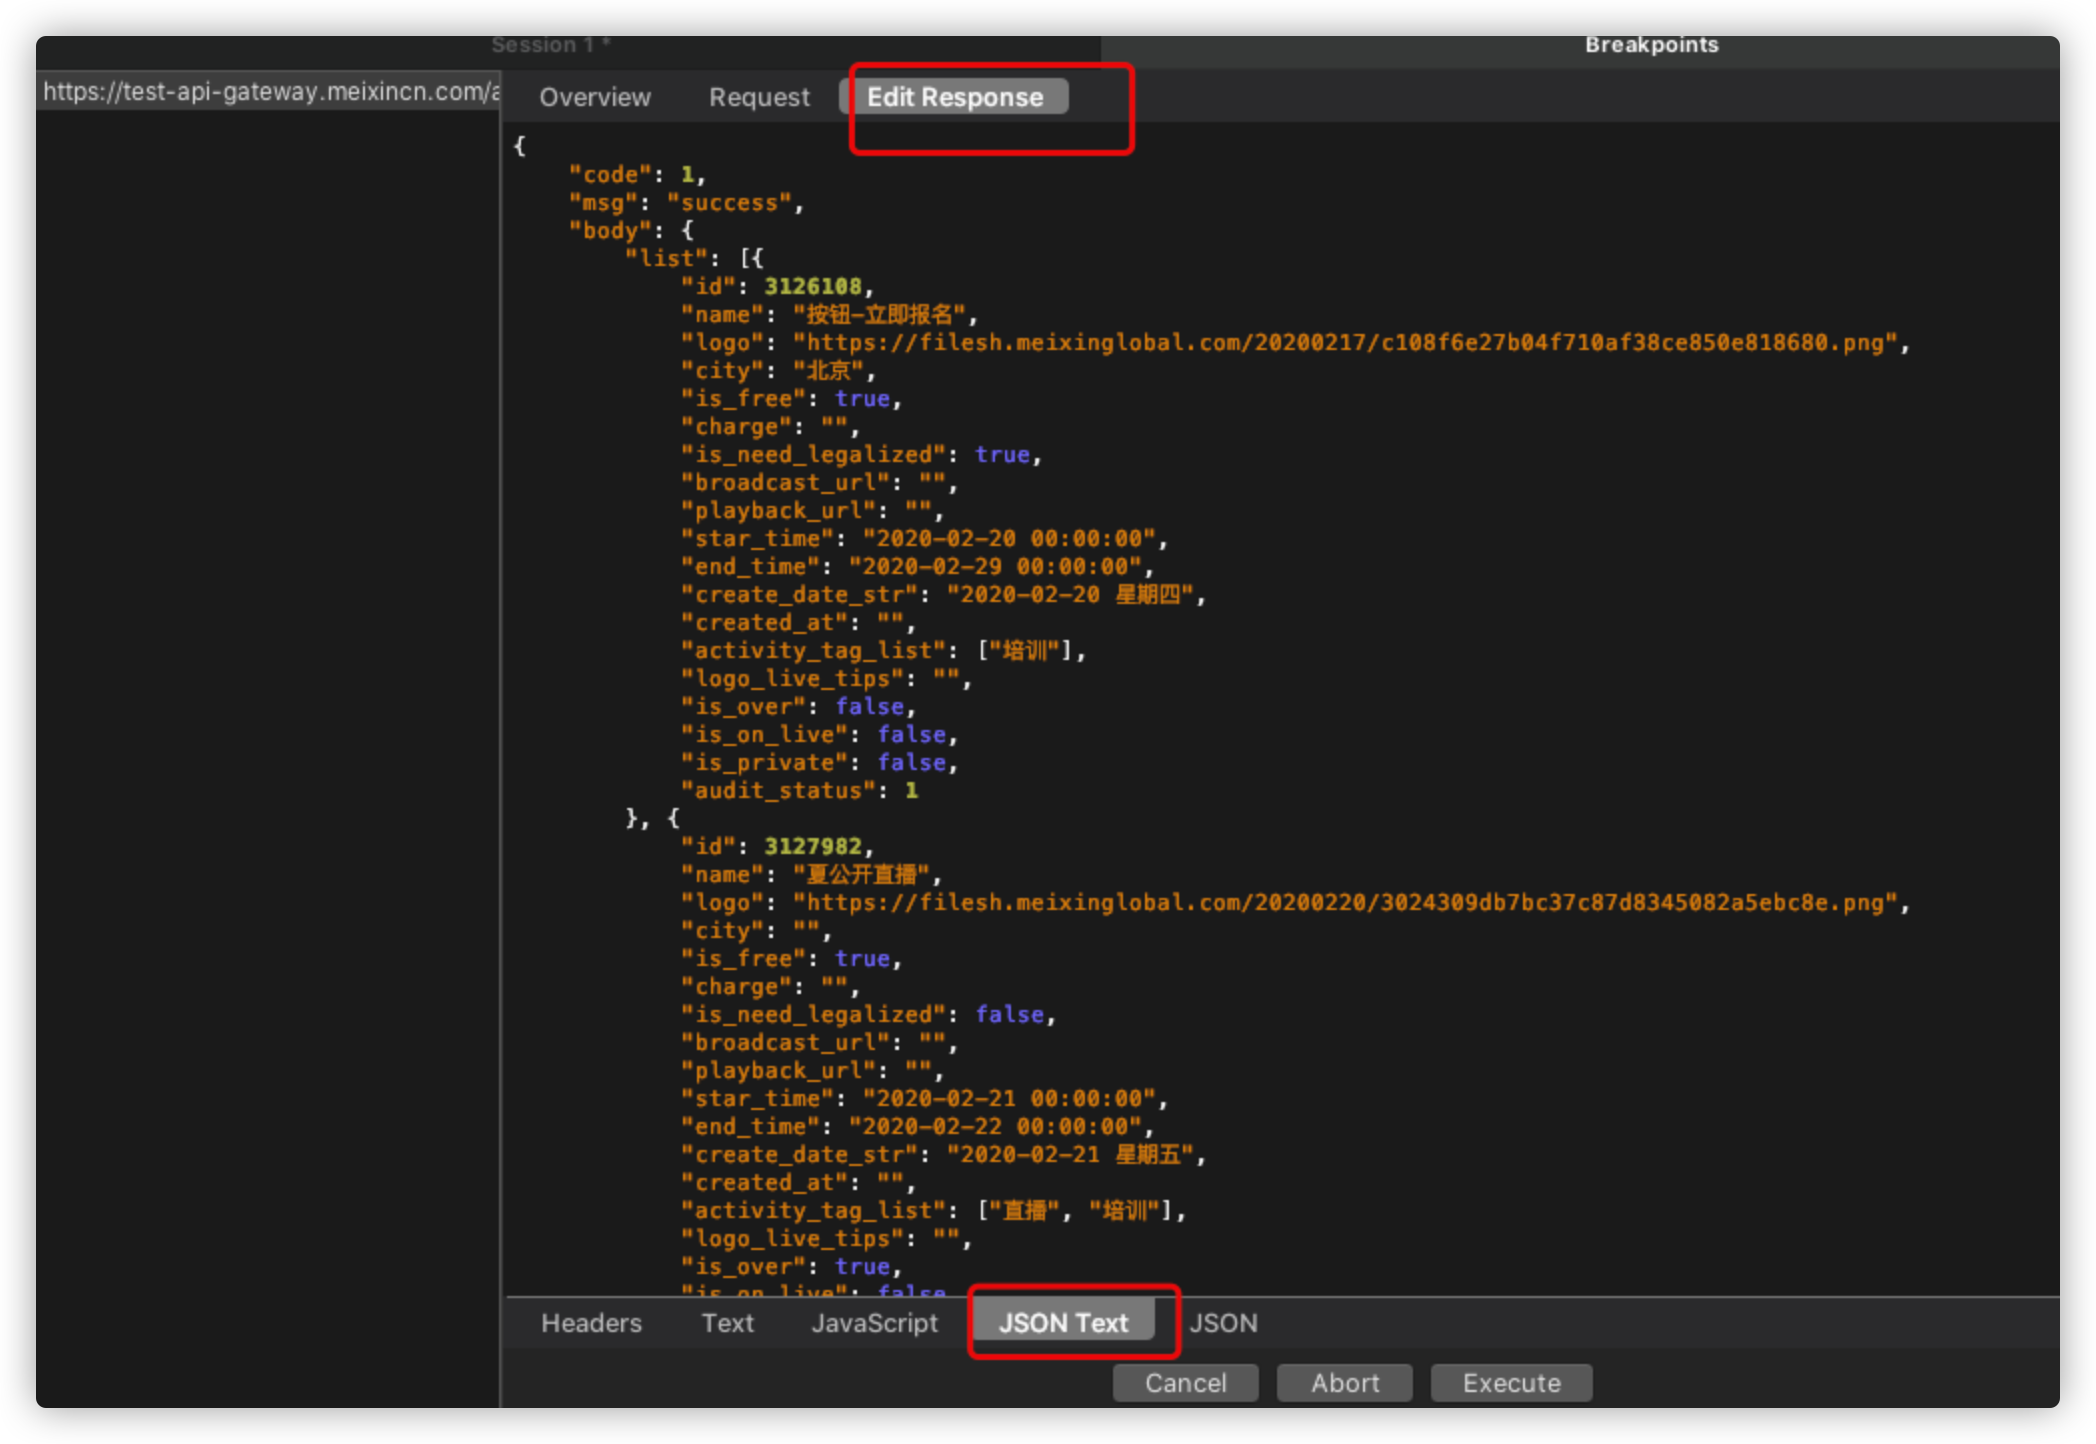 Session 1 *
Breakpoints
https://test-api-gateway.meixincn.com/a
Overview Request Edit Response
{
"code": 1,
"msg": "success",
"body": {
"list": [{
"id": 3126108,
"name": "按钮-立即报名",
"logo": "https://filesh.meixinglobal.com/20200217/c108f6e27b04f710af38ce850e818680.png",
"city": "北京",
"is_free": true,
"charge": "",
"is_need_legalized": true,
"broadcast_url": "",
"playback_url": "",
"star_time": "2020-02-20 00:00:00",
"end_time": "2020-02-29 00:00:00",
"create_date_str": "2020-02-20 星期四",
"created_at": "",
"activity_tag_list": ["培训"],
"logo_live_tips": "",
"is_over": false,
"is_on_live": false,
"is_private": false,
"audit_status": 1
}, {
"id": 3127982,
"name": "夏公开直播",
"logo": "https://filesh.meixinglobal.com/20200220/3024309db7bc37c87d8345082a5ebc8e.png",
"city": "",
"is_free": true,
"charge": "",
"is_need_legalized": false,
"broadcast_url": "",
"playback_url": "",
"star_time": "2020-02-21 00:00:00",
"end_time": "2020-02-22 00:00:00",
"create_date_str": "2020-02-21 星期五",
"created_at": "",
"activity_tag_list": ["直播", "培训"],
"logo_live_tips": "",
"is_over": true,
"is_on_live": false
Headers Text JavaScript JSON Text JSON
Cancel Abort Execute